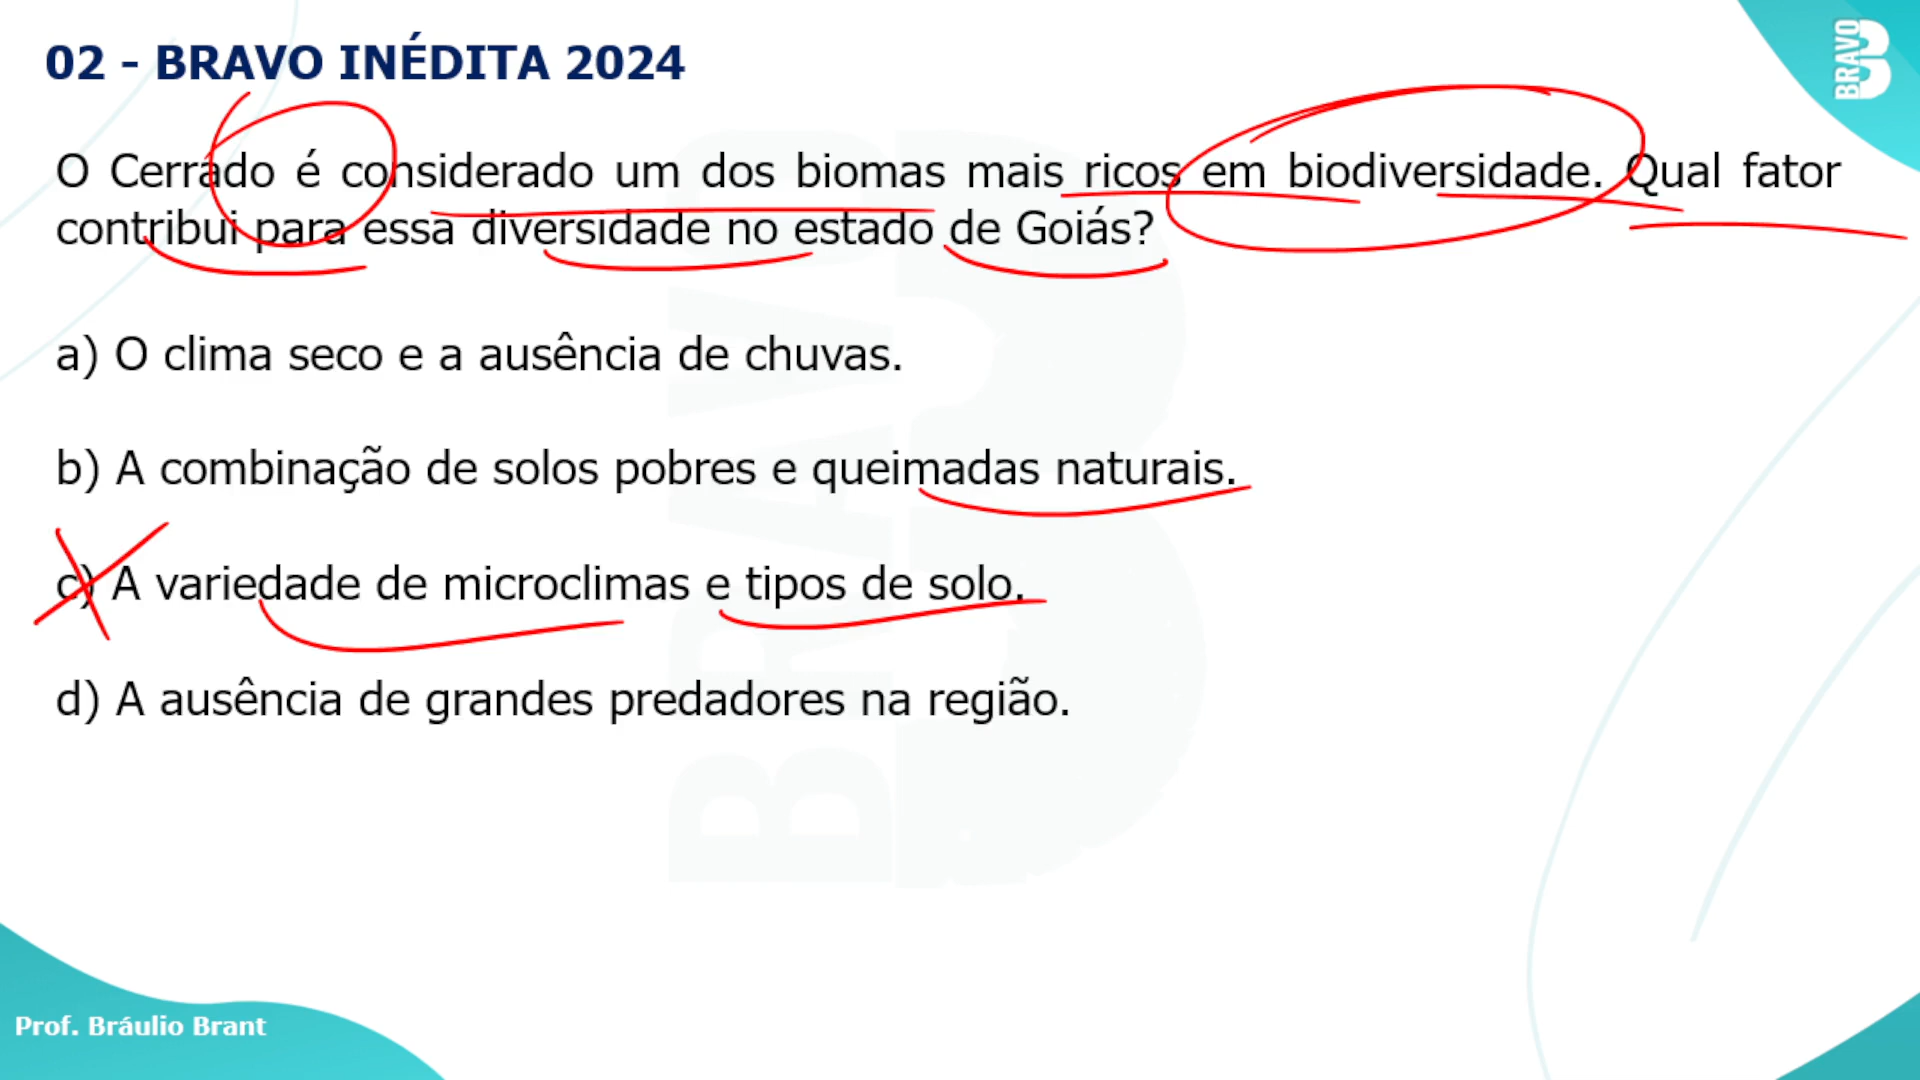 02 - BRAVO INÉDITA 2024
BRAVO
O Cerrado é considerado um dos biomas mais ricos em biodiversidade. Qual fator
contribui para essa diversidade no estado de Goiás?
a) O clima seco e a ausência de chuvas.
b) A combinação de solos pobres e queimadas naturais.
c) A variedade de microclimas e tipos de solo.
d) A ausência de grandes predadores na região.
BRAVO
Prof. Bráulio Brant